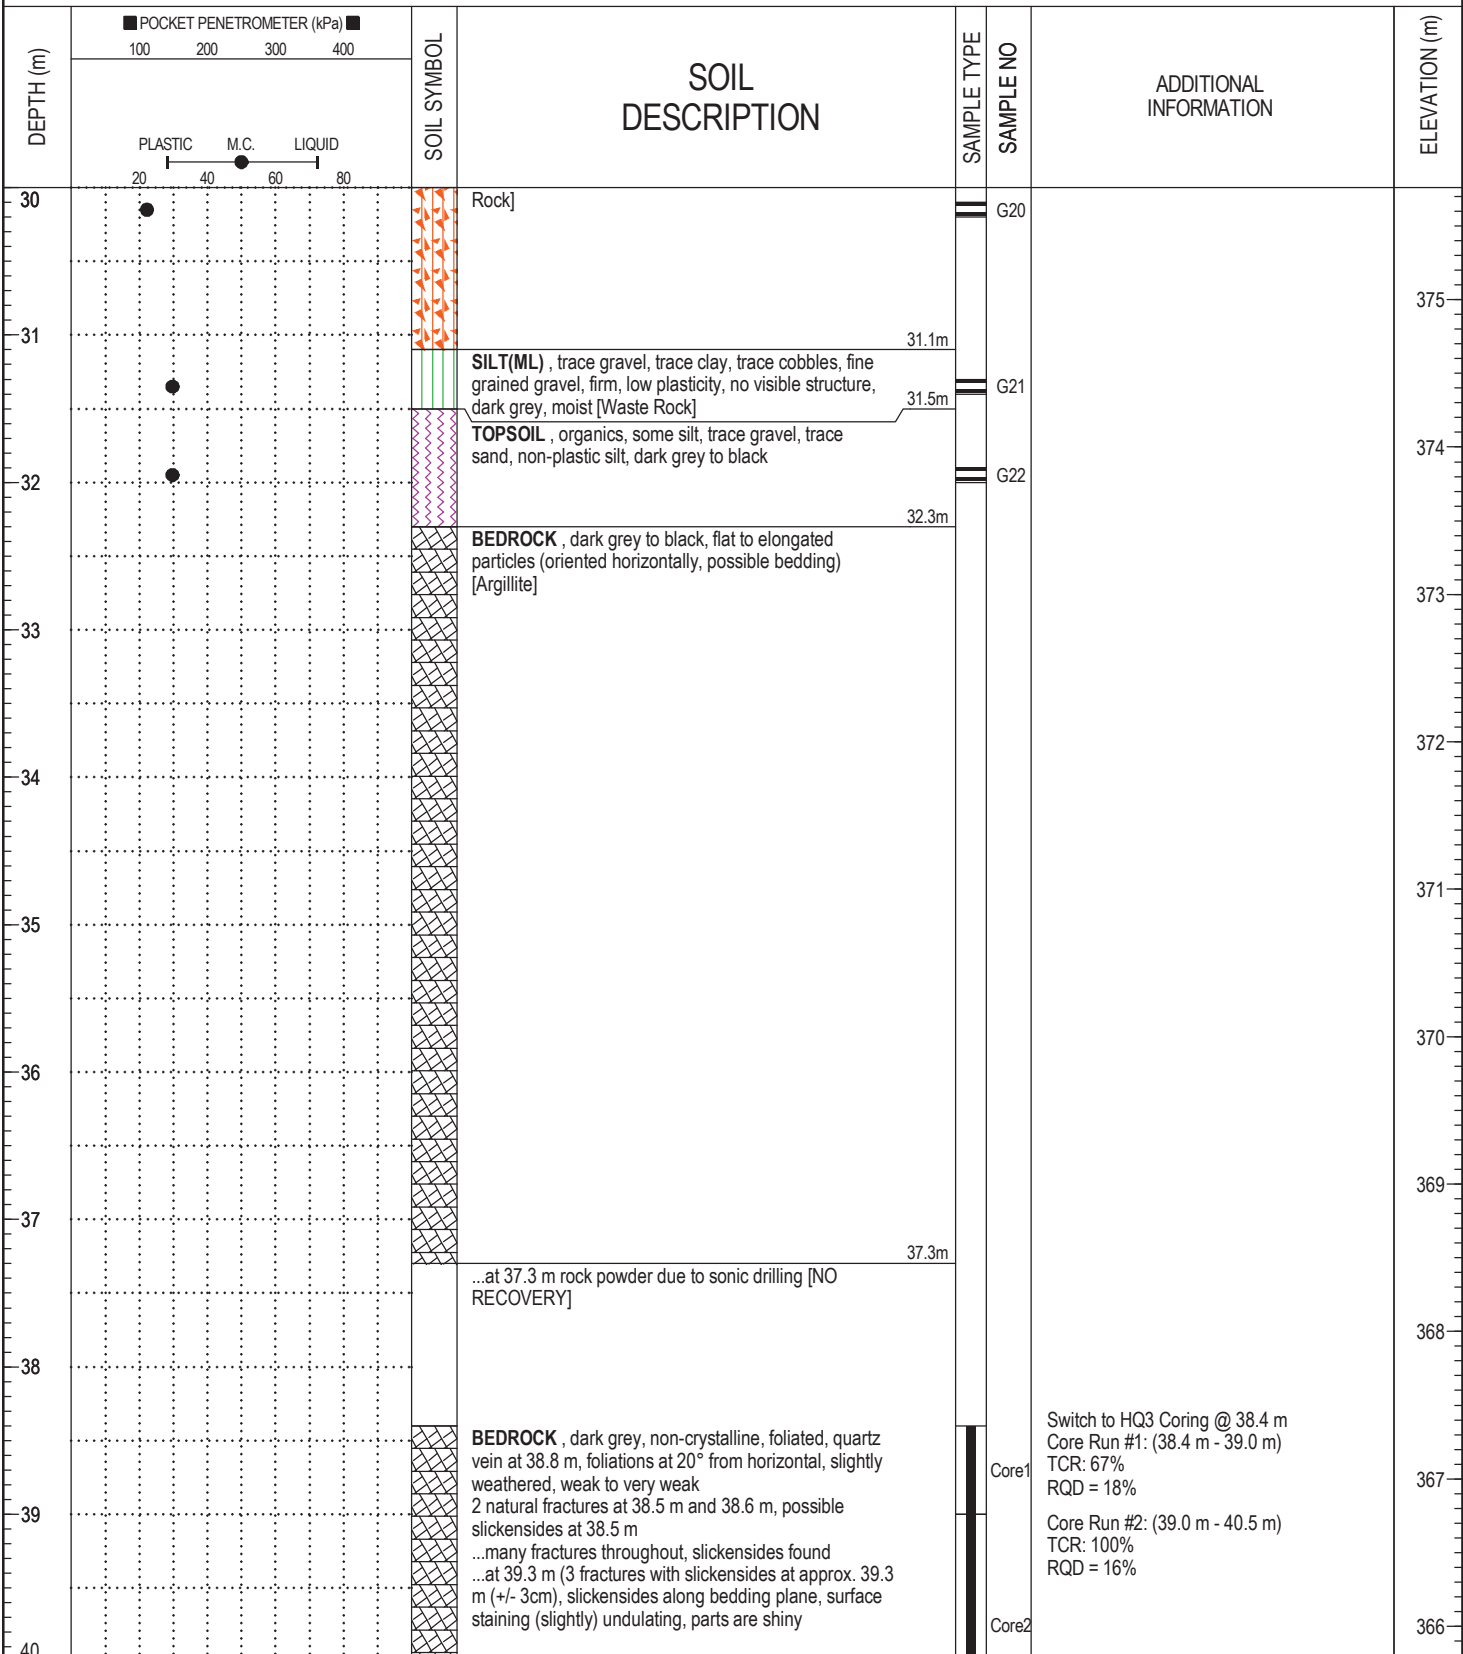 ■ POCKET PENETROMETER (kPa) ■
100 200 300 400
DEPTH (m)
PLASTIC M.C. LIQUID
20 40 60 80
SOIL SYMBOL
SOIL
DESCRIPTION
SAMPLE TYPE
SAMPLE NO
ADDITIONAL
INFORMATION
ELEVATION (m)
30
Rock]
G20
375
31
31.1m
SILT(ML) , trace gravel, trace clay, trace cobbles, fine
grained gravel, firm, low plasticity, no visible structure,
dark grey, moist [Waste Rock]
31.5m
G21
TOPSOIL , organics, some silt, trace gravel, trace
sand, non-plastic silt, dark grey to black
374
G22
32
32.3m
BEDROCK , dark grey to black, flat to elongated
particles (oriented horizontally, possible bedding)
[Argillite]
373
33
372
34
371
35
370
36
369
37
37.3m
...at 37.3 m rock powder due to sonic drilling [NO
RECOVERY]
368
38
BEDROCK , dark grey, non-crystalline, foliated, quartz
vein at 38.8 m, foliations at 20° from horizontal, slightly
weathered, weak to very weak
2 natural fractures at 38.5 m and 38.6 m, possible
slickensides at 38.5 m
...many fractures throughout, slickensides found
...at 39.3 m (3 fractures with slickensides at approx. 39.3
m (+/- 3cm), slickensides along bedding plane, surface
staining (slightly) undulating, parts are shiny
Core1
Switch to HQ3 Coring @ 38.4 m
Core Run #1: (38.4 m - 39.0 m)
TCR: 67%
RQD = 18%
367
39
Core Run #2: (39.0 m - 40.5 m)
TCR: 100%
RQD = 16%
Core2
366
40